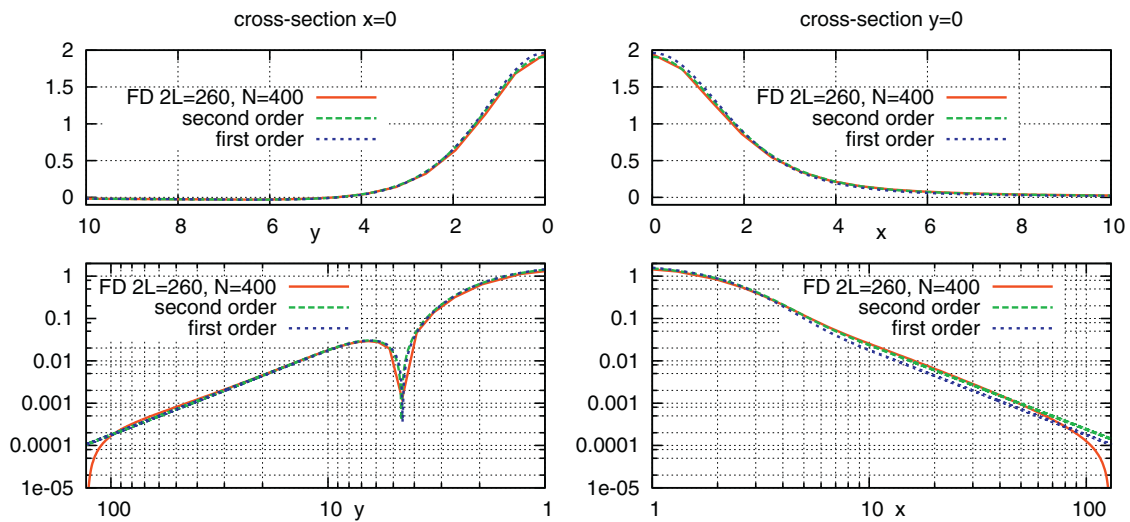 cross-section x=0
2
1.5
1
0.5
0
FD 2L=260, N=400
second order
first order
10 8 6 4 2 0
y
cross-section y=0
2
1.5
1
0.5
0
FD 2L=260, N=400
second order
first order
0 2 4 6 8 10
x
1
0.1
0.01
0.001
0.0001
1e-05
FD 2L=260, N=400
second order
first order
100 10 y 1
1
0.1
0.01
0.001
0.0001
1e-05
FD 2L=260, N=400
second order
first order
1 10 x 100